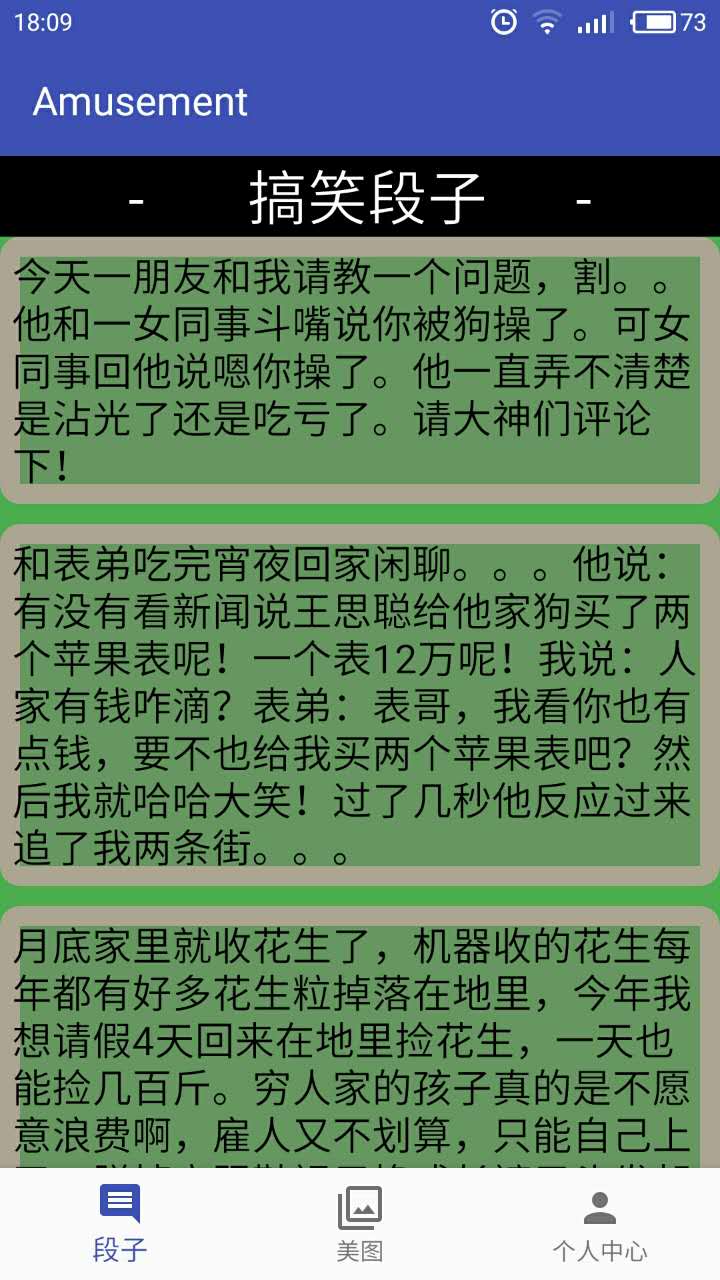 18:09
73
Amusement
- 搞笑段子 -
今天一朋友和我请教一个问题，割。。
他和一女同事斗嘴说你被狗操了。可女
同事回他说嗯你操了。他一直弄不清楚
是沾光了还是吃亏了。请大神们评论
下！
和表弟吃完宵夜回家闲聊。。。他说：
有没有看新闻说王思聪给他家狗买了两
个苹果表呢！一个表12万呢！我说：人
家有钱咋滴？表弟：表哥，我看你也有
点钱，要不也给我买两个苹果表吧？然
后我就哈哈大笑！过了几秒他反应过来
追了我两条街。。。
月底家里就收花生了，机器收的花生每
年都有好多花生粒掉落在地里，今年我
想请假4天回来在地里捡花生，一天也
能捡几百斤。穷人家的孩子真的是不愿
意浪费啊，雇人又不划算，只能自己上
段子
美图
个人中心